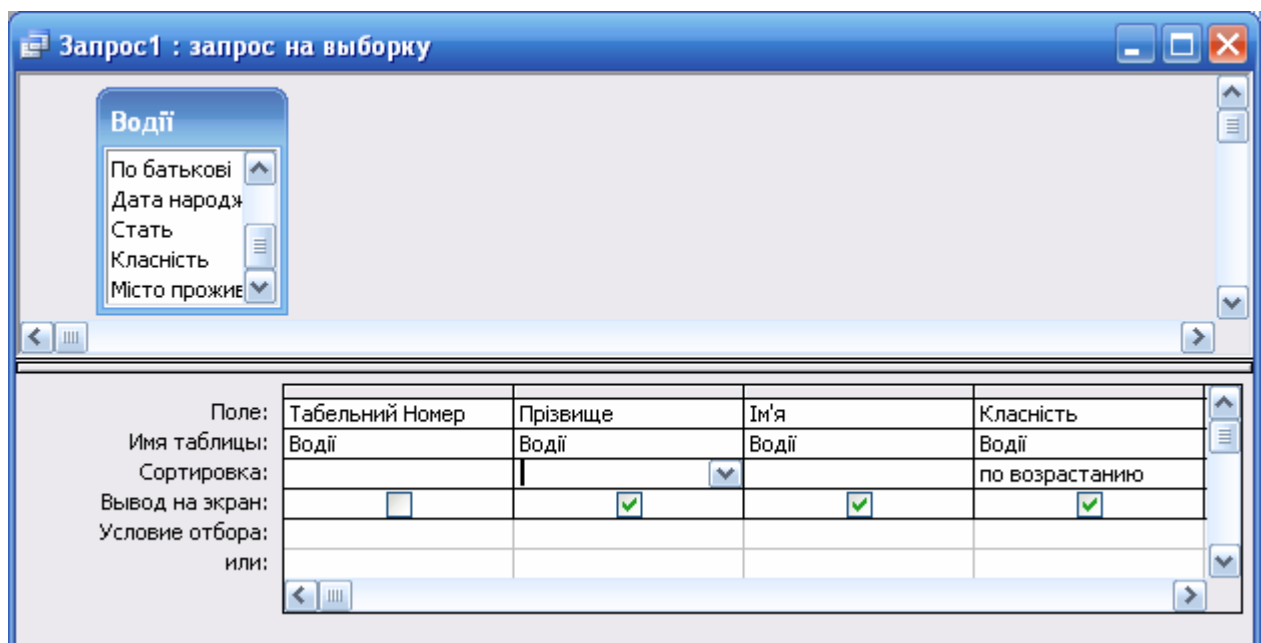 Запрос1 : запрос на выборку
Водії
По батькові
Дата народж
Стать
Класність
Місто прожив
Поле: Табельний Номер Прізвище Ім'я Класність
Имя таблицы: Водії Водії Водії Водії
Сортировка: по возрастанию
Вывод на экран:
Условие отбора:
или: